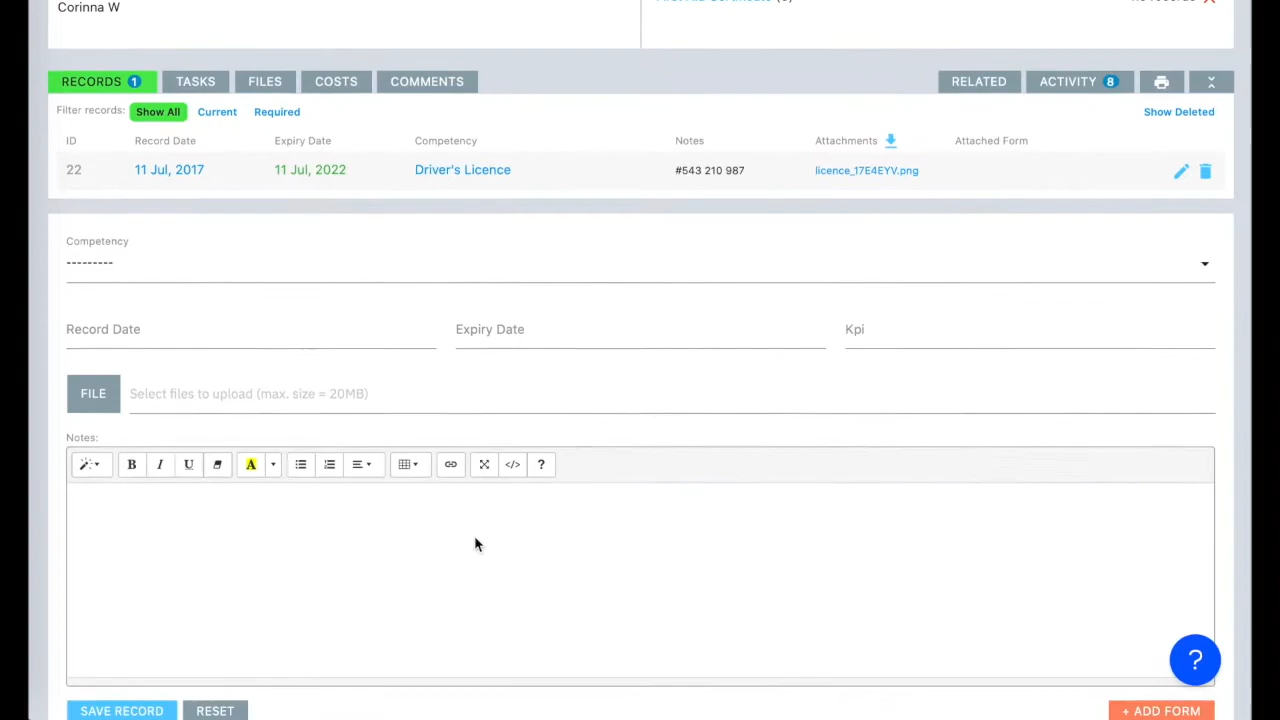 Corinna W
RECORDS 1 TASKS FILES COSTS COMMENTS RELATED ACTIVITY 8
Filter records: Show All Current Required Show Deleted
ID Record Date Expiry Date Competency Notes Attachments Attached Form
22 11 Jul, 2017 11 Jul, 2022 Driver's Licence #543 210 987 licence_17E4EYV.png
Competency
---------
Record Date Expiry Date Kpi
FILE Select files to upload (max. size = 20MB)
Notes:
B I U A </> ?
?
SAVE RECORD RESET + ADD FORM